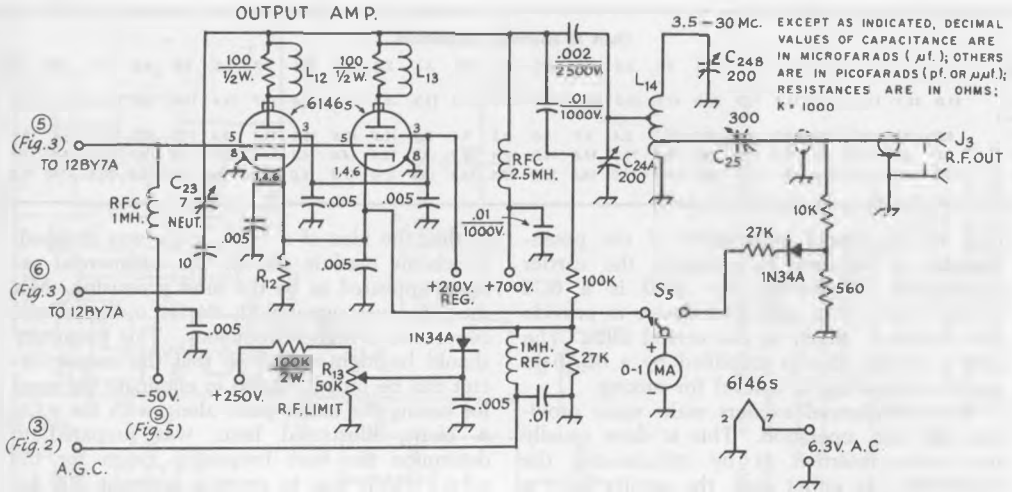 OUTPUT AMP.
3.5 – 30 MC.
EXCEPT AS INDICATED, DECIMAL
VALUES OF CAPACITANCE ARE
IN MICROFARADS (µf.); OTHERS
ARE IN PICOFARADS (pf. OR µµf.);
RESISTANCES ARE IN OHMS;
K = 1000
100
1/2W.
L12
100
1/2W.
L13
6146s
.002
2500V.
.01
1000V.
L14
C24B
200
C24A
200
300
C25
J3
R.F. OUT
5
(Fig.3)
TO 12BY7A
5
3
8
1,4,6
5
3
8
1,4,6
RFC
1MH.
C23
7
NEUT.
10
.005
R12
.005
.005
.005
RFC
2.5MH.
.01
1000V.
+210V.
REG.
+700V.
100K
10K
27K
1N34A
560
6
(Fig.3)
TO 12BY7A
.005
-50V.
9
(Fig.5)
+250V.
100K
2W.
R13
50K
R.F. LIMIT
1N34A
.005
1MH.
RFC
.01
27K
S5
+
0-1
MA
–
6146s
6.3V. A.C.
3
(Fig.2)
A.G.C.